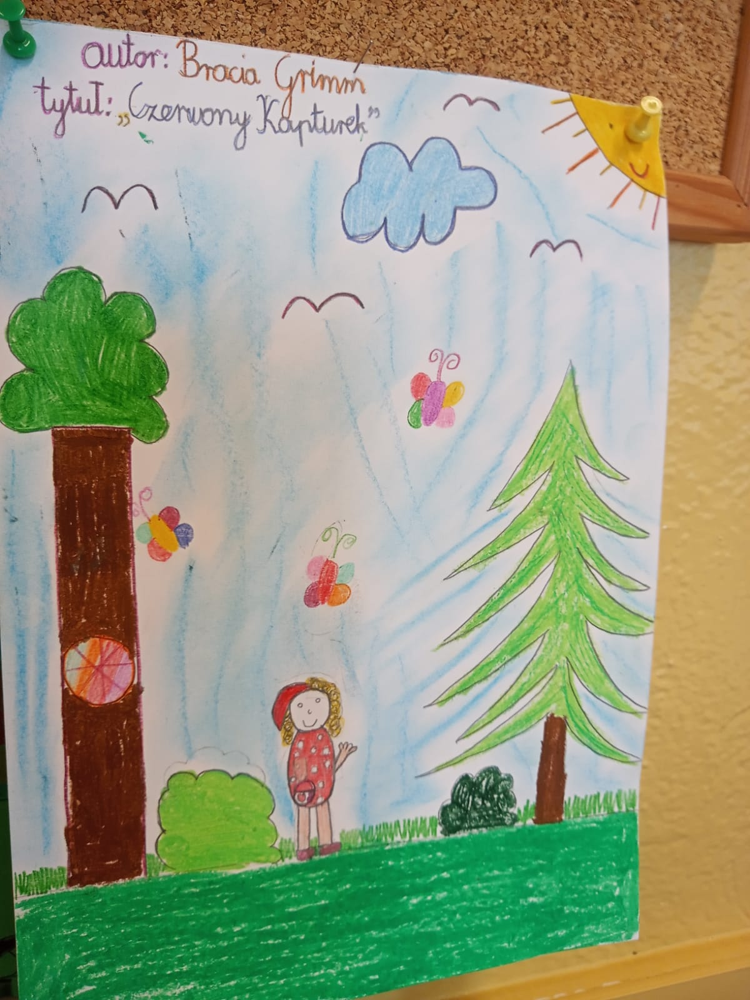 autor: Bracia Grimm
tytuł: „Czerwony Kapturek”